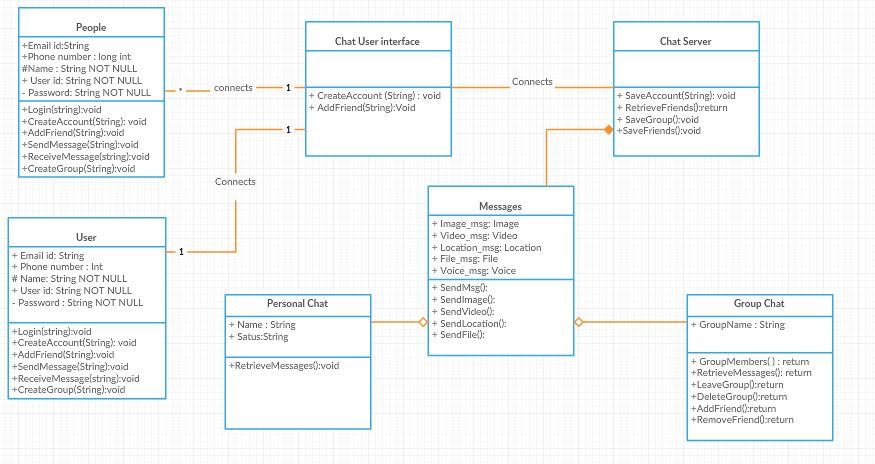 People
+Email id:String
+Phone number : long int
#Name : String NOT NULL
+ User id: String NOT NULL
- Password: String NOT NULL
+Login(string):void
+CreateAccount(String): void
+AddFriend(String):void
+SendMessage(String):void
+ReceiveMessage(string):void
+CreateGroup(String):void
*
connects
1
Chat User interface
+ CreateAccount (String) : void
+ AddFriend(String):Void
Connects
Chat Server
+ SaveAccount(String): void
+ RetrieveFriends():return
+ SaveGroup():void
+SaveFriends():void
1
Connects
1
User
+ Email id: String
+ Phone number : Int
# Name: String NOT NULL
+ User id: String NOT NULL
- Password : String NOT NULL
+Login(string):void
+CreateAccount(String): void
+AddFriend(String):void
+SendMessage(String):void
+ReceiveMessage(string):void
+CreateGroup(String):void
Messages
+ Image_msg: Image
+ Video_msg: Video
+ Location_msg: Location
+ File_msg: File
+ Voice_msg: Voice
+ SendMsg():
+ SendImage():
+ SendVideo():
+ SendLocation():
+ SendFile():
Personal Chat
+ Name : String
+ Satus:String
+RetrieveMessages():void
Group Chat
+ GroupName : String
+ GroupMembers( ) : return
+RetrieveMessages(): return
+LeaveGroup():return
+DeleteGroup():return
+AddFriend():return
+RemoveFriend():return